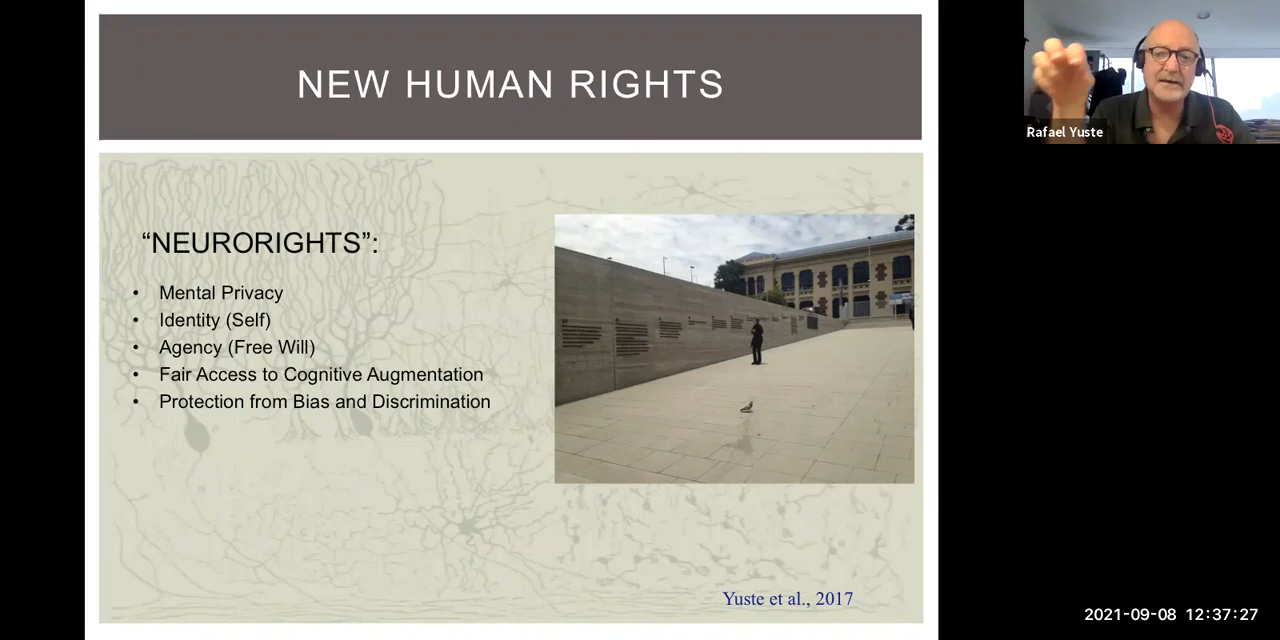 NEW HUMAN RIGHTS
“NEURORIGHTS”:
• Mental Privacy
• Identity (Self)
• Agency (Free Will)
• Fair Access to Cognitive Augmentation
• Protection from Bias and Discrimination
Yuste et al., 2017
Rafael Yuste
2021-09-08 12:37:27